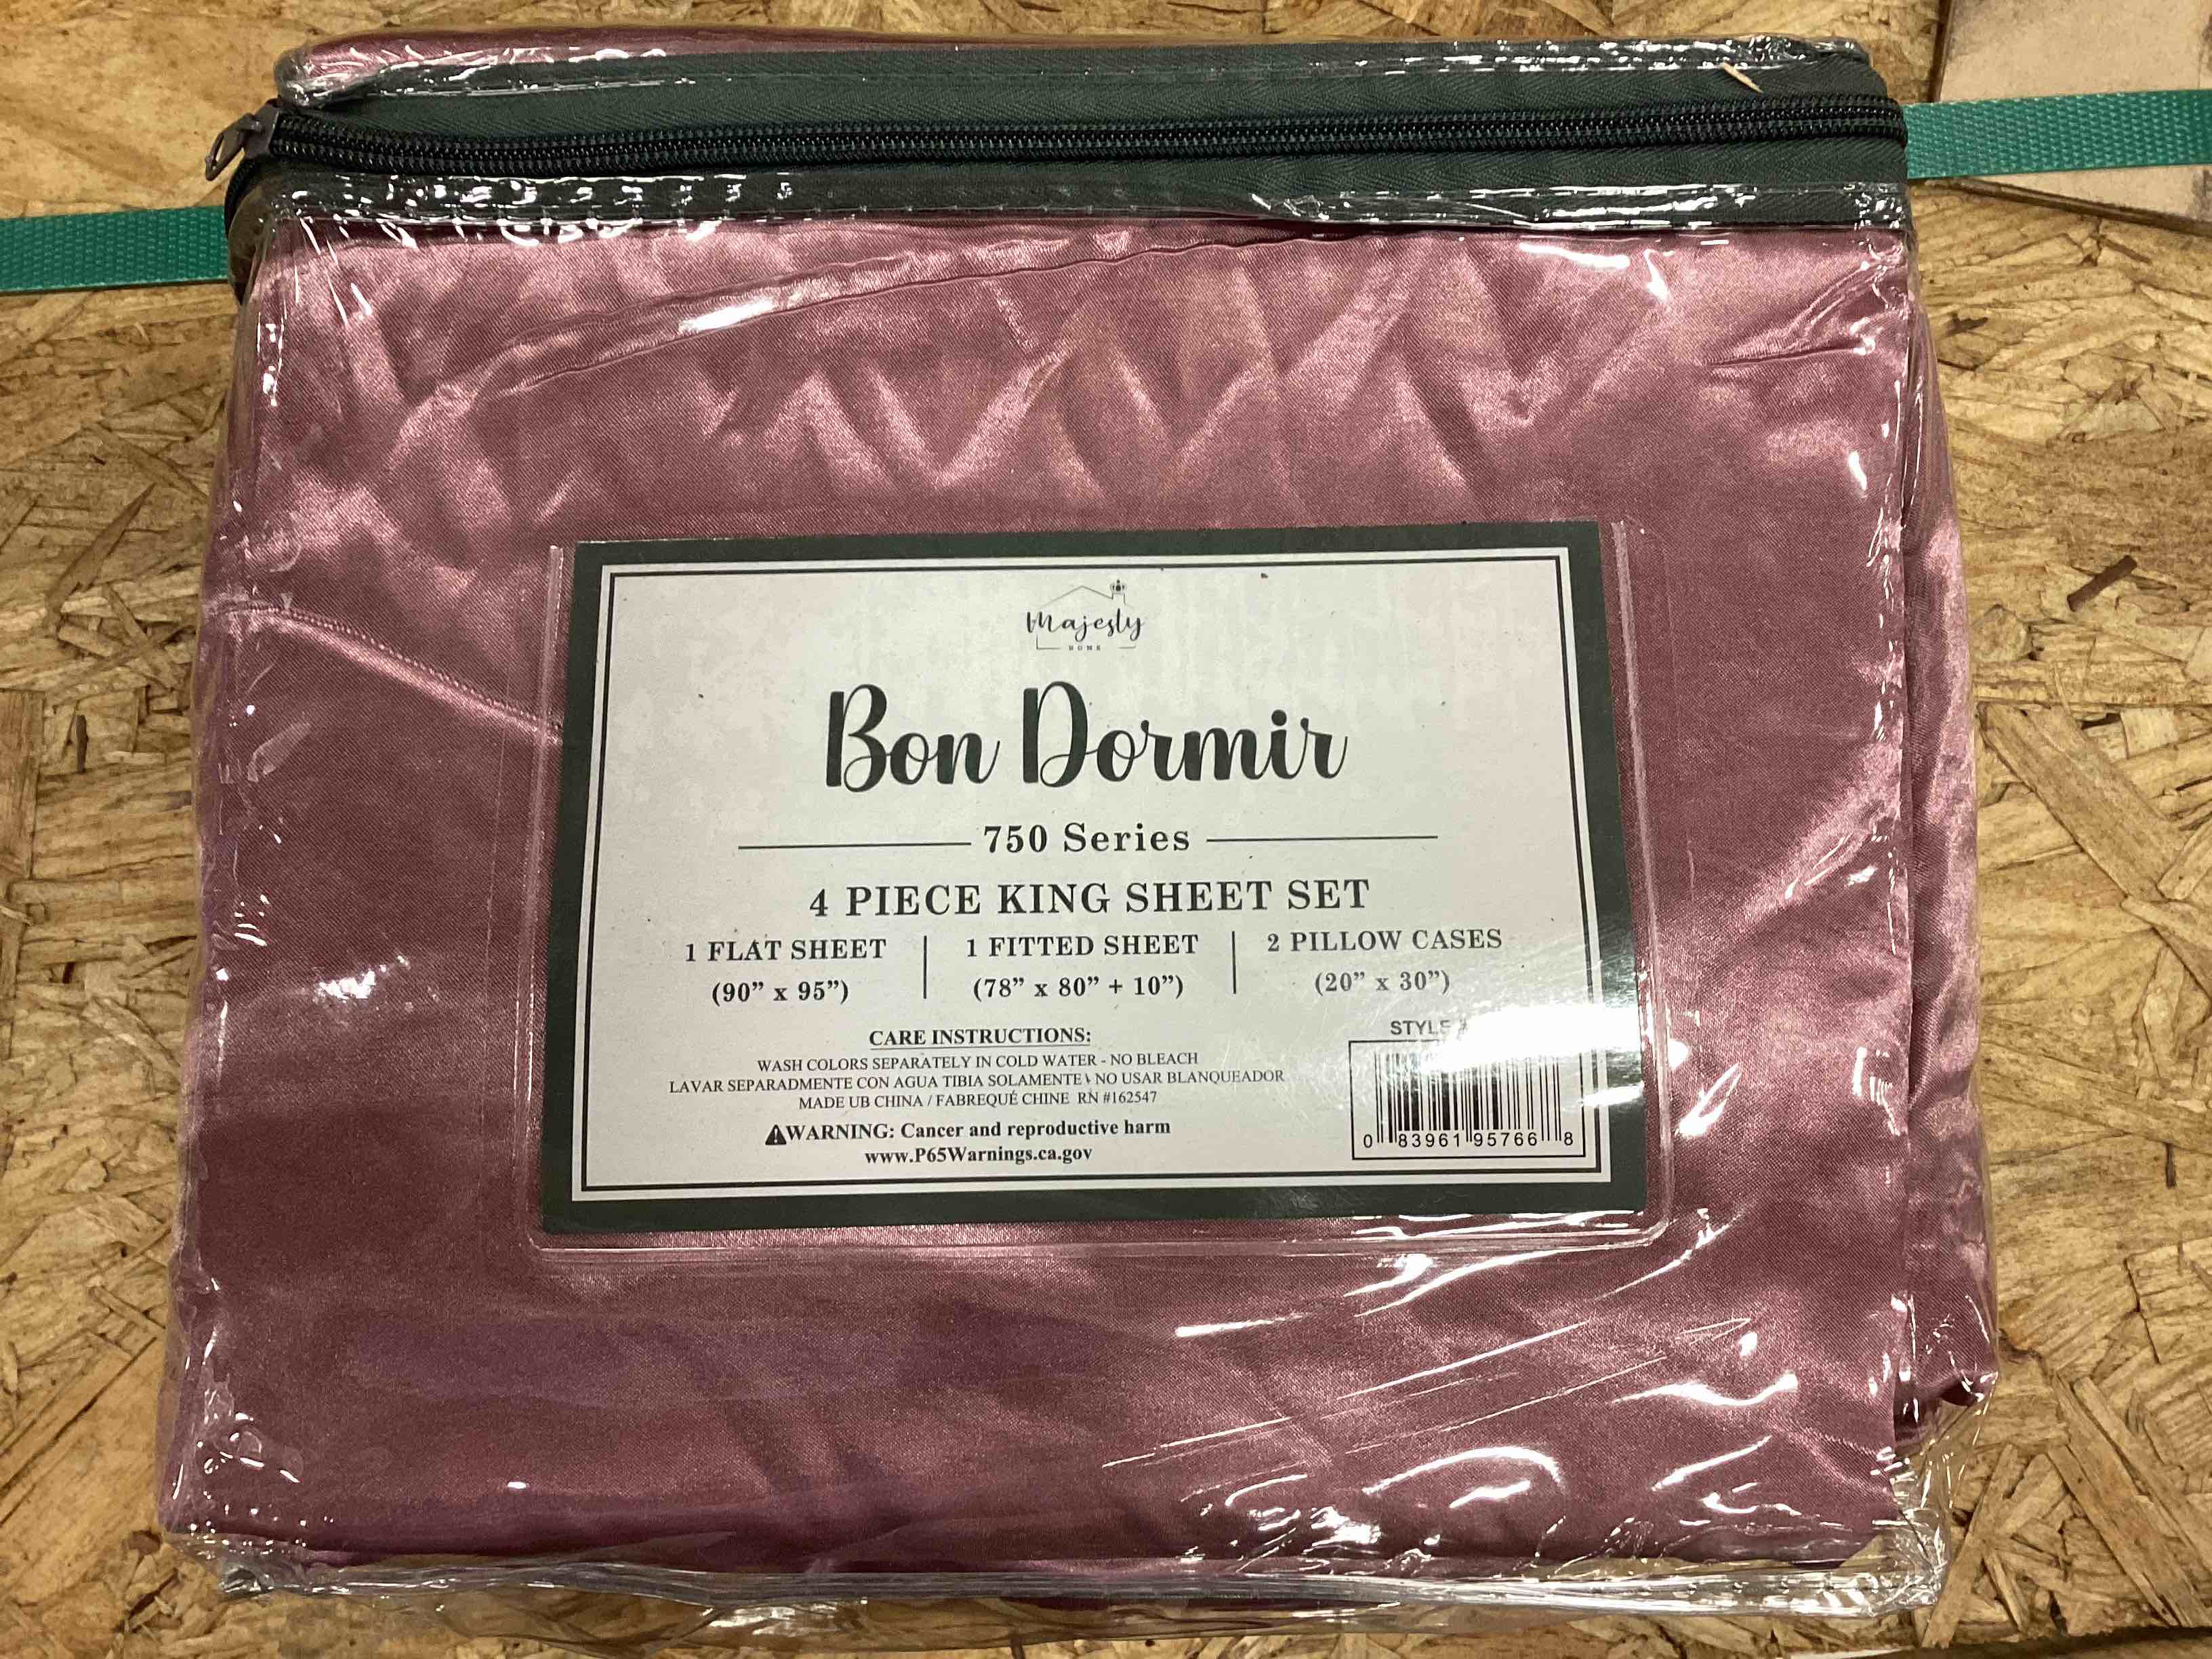 Majesty
HOME
Bon Dormir
750 Series
4 PIECE KING SHEET SET
1 FLAT SHEET
(90” x 95”)
1 FITTED SHEET
(78” x 80” + 10”)
2 PILLOW CASES
(20” x 30”)
CARE INSTRUCTIONS:
WASH COLORS SEPARATELY IN COLD WATER - NO BLEACH
LAVAR SEPARADMENTE CON AGUA TIBIA SOLAMENTE \ NO USAR BLANQUEADOR
MADE UB CHINA / FABREQUÉ CHINE RN #162547
WARNING: Cancer and reproductive harm
www.P65Warnings.ca.gov
STYLE #
0 83961 95766 8